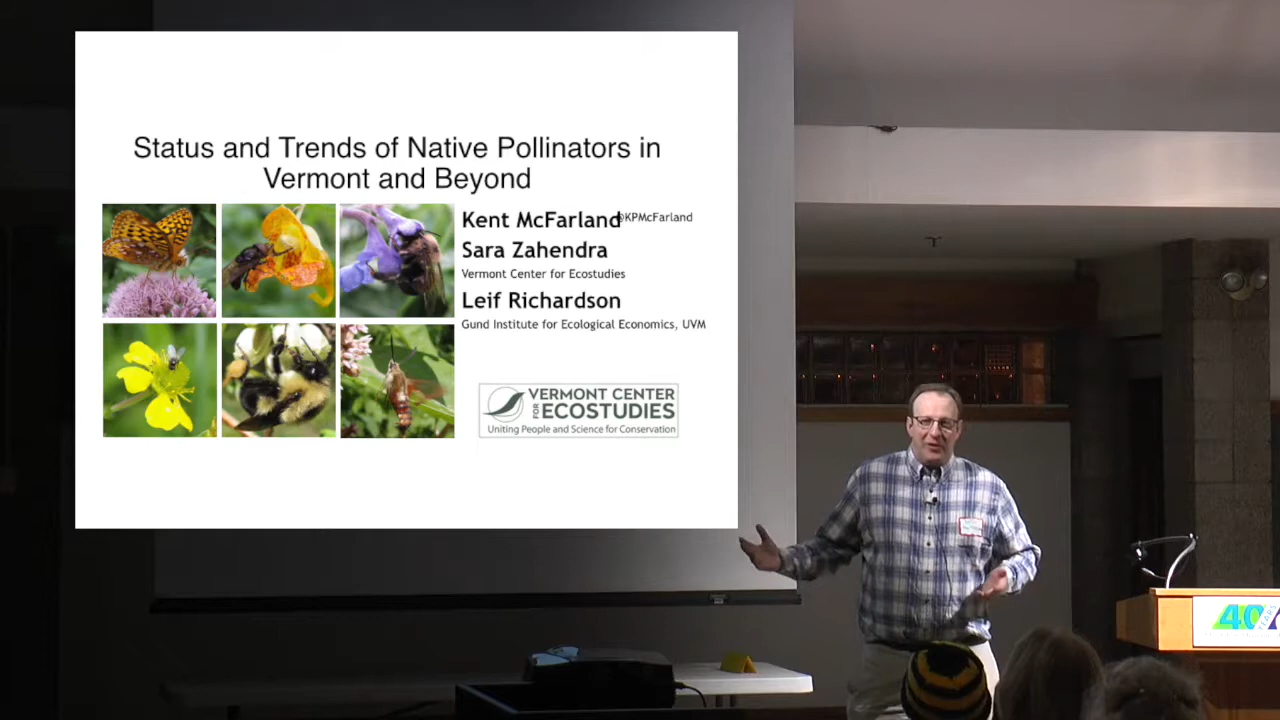 Status and Trends of Native Pollinators in
Vermont and Beyond
Kent McFarland @KPMcFarland
Sara Zahendra
Vermont Center for Ecostudies
Leif Richardson
Gund Institute for Ecological Economics, UVM
VERMONT CENTER
FOR ECOSTUDIES
Uniting People and Science for Conservation
40
YEARS